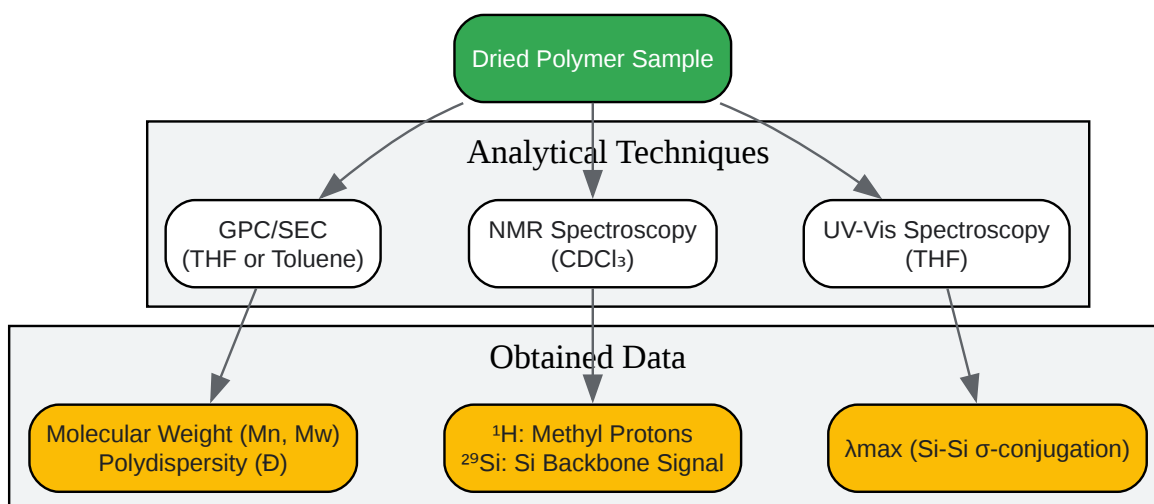 Dried Polymer Sample
Analytical Techniques
GPC/SEC
(THF or Toluene)
NMR Spectroscopy
(CDCl₃)
UV-Vis Spectroscopy
(THF)
Obtained Data
Molecular Weight (Mn, Mw)
Polydispersity (Đ)
¹H: Methyl Protons
²⁹Si: Si Backbone Signal
λmax (Si-Si σ-conjugation)